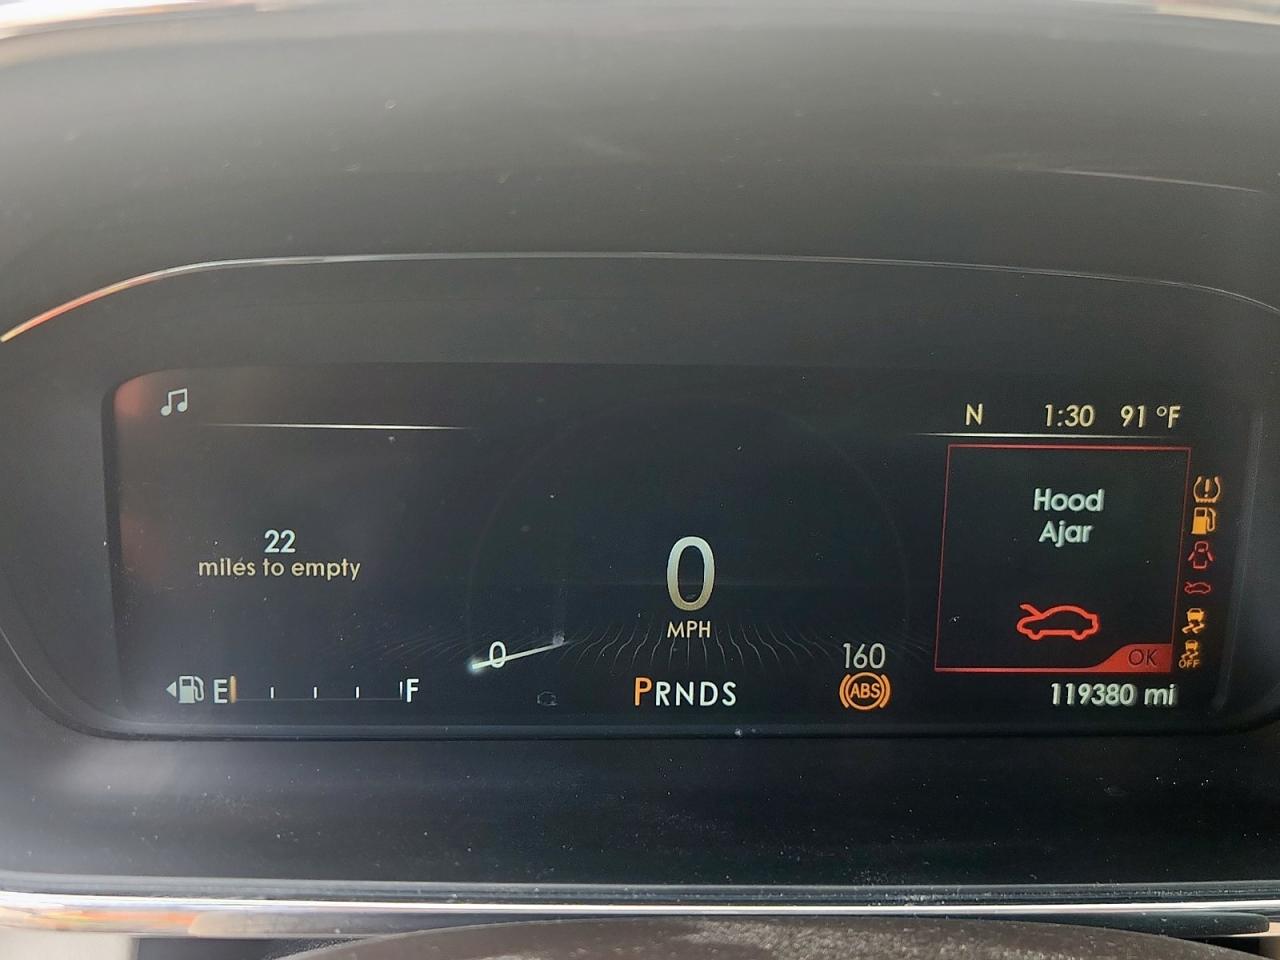 N 1:30 91 °F
Hood
Ajar
22
miles to empty
0
MPH
0
160
E F
PRNDS
ABS
OK
OFF
119380 mi